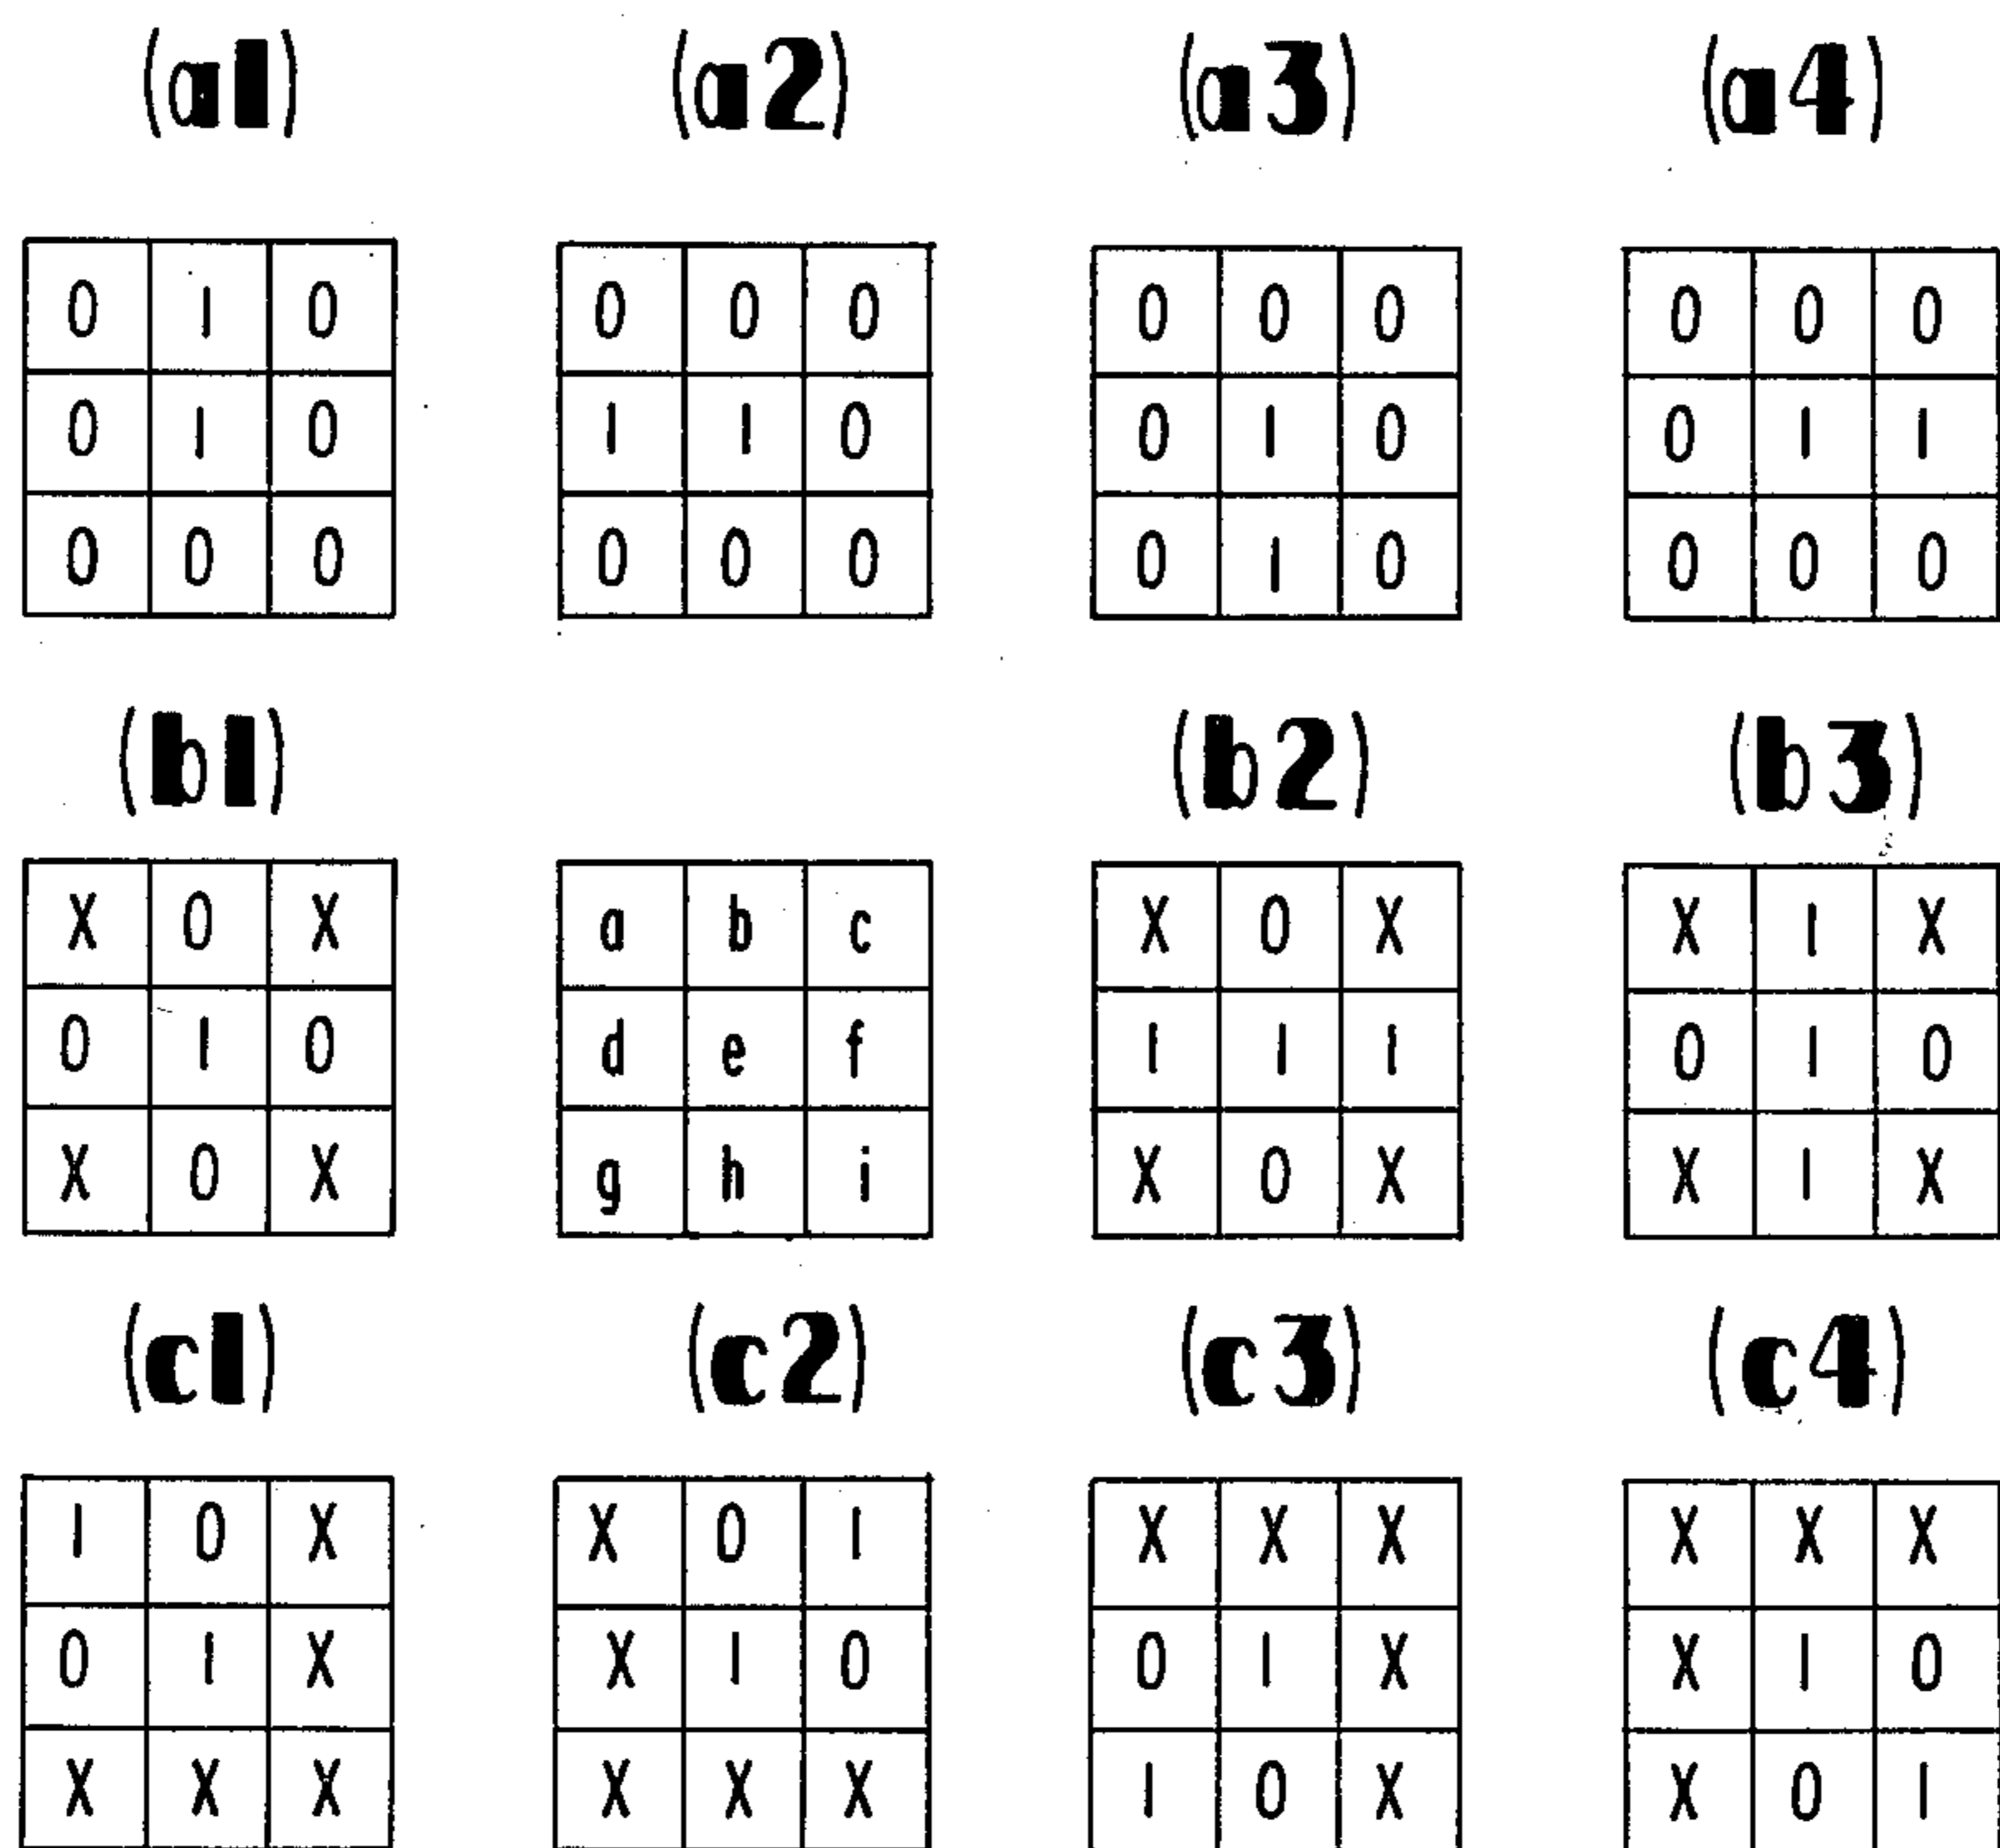 (a1) (a2) (a3) (a4)
0 1 0 0 0 0 0 0 0 0 0 0
0 1 0 1 1 0 0 1 0 0 1 1
0 0 0 0 0 0 0 1 0 0 0 0
(b1) (b2) (b3)
X 0 X a b c X 0 X X 1 X
0 1 0 d e f 1 1 1 0 1 0
X 0 X g h i X 0 X X 1 X
(c1) (c2) (c3) (c4)
1 0 X X 0 1 X X X X X X
0 1 X X 1 0 0 1 X X 1 0
X X X X X X 1 0 X X 0 1